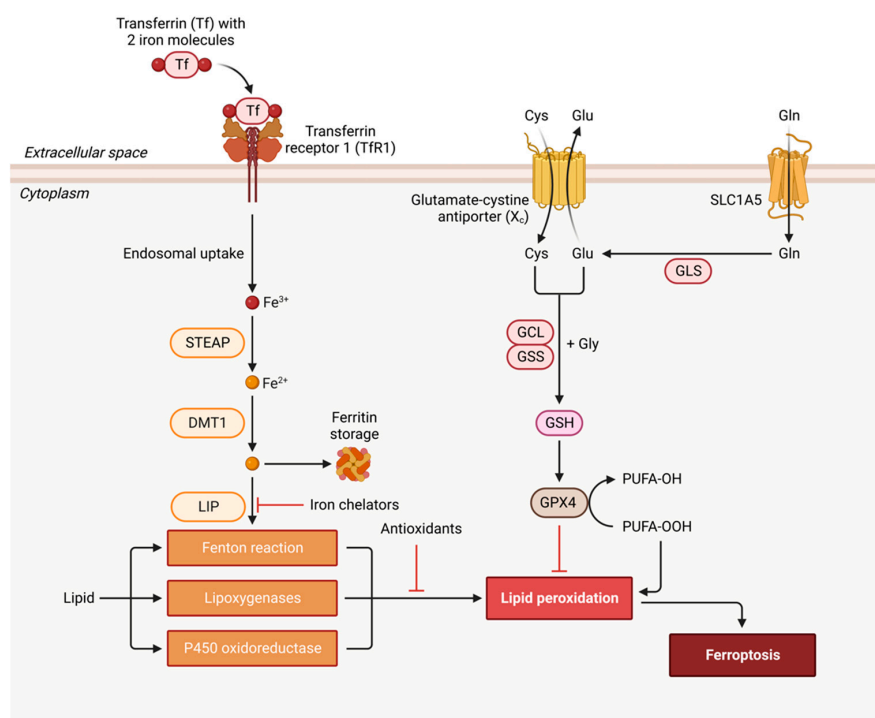 Transferrin (Tf) with
2 iron molecules
Tf
Tf
Transferrin
receptor 1 (TfR1)
Extracellular space
Cytoplasm
Cys
Glu
Gln
Glutamate-cystine
antiporter (Xc)
SLC1A5
Endosomal uptake
Cys
Glu
GLS
Gln
Fe3+
STEAP
GCL
GSS
+ Gly
Fe2+
DMT1
Ferritin
storage
GSH
LIP
Iron chelators
GPX4
PUFA-OH
PUFA-OOH
Antioxidants
Fenton reaction
Lipid
Lipoxygenases
Lipid peroxidation
P450 oxidoreductase
Ferroptosis